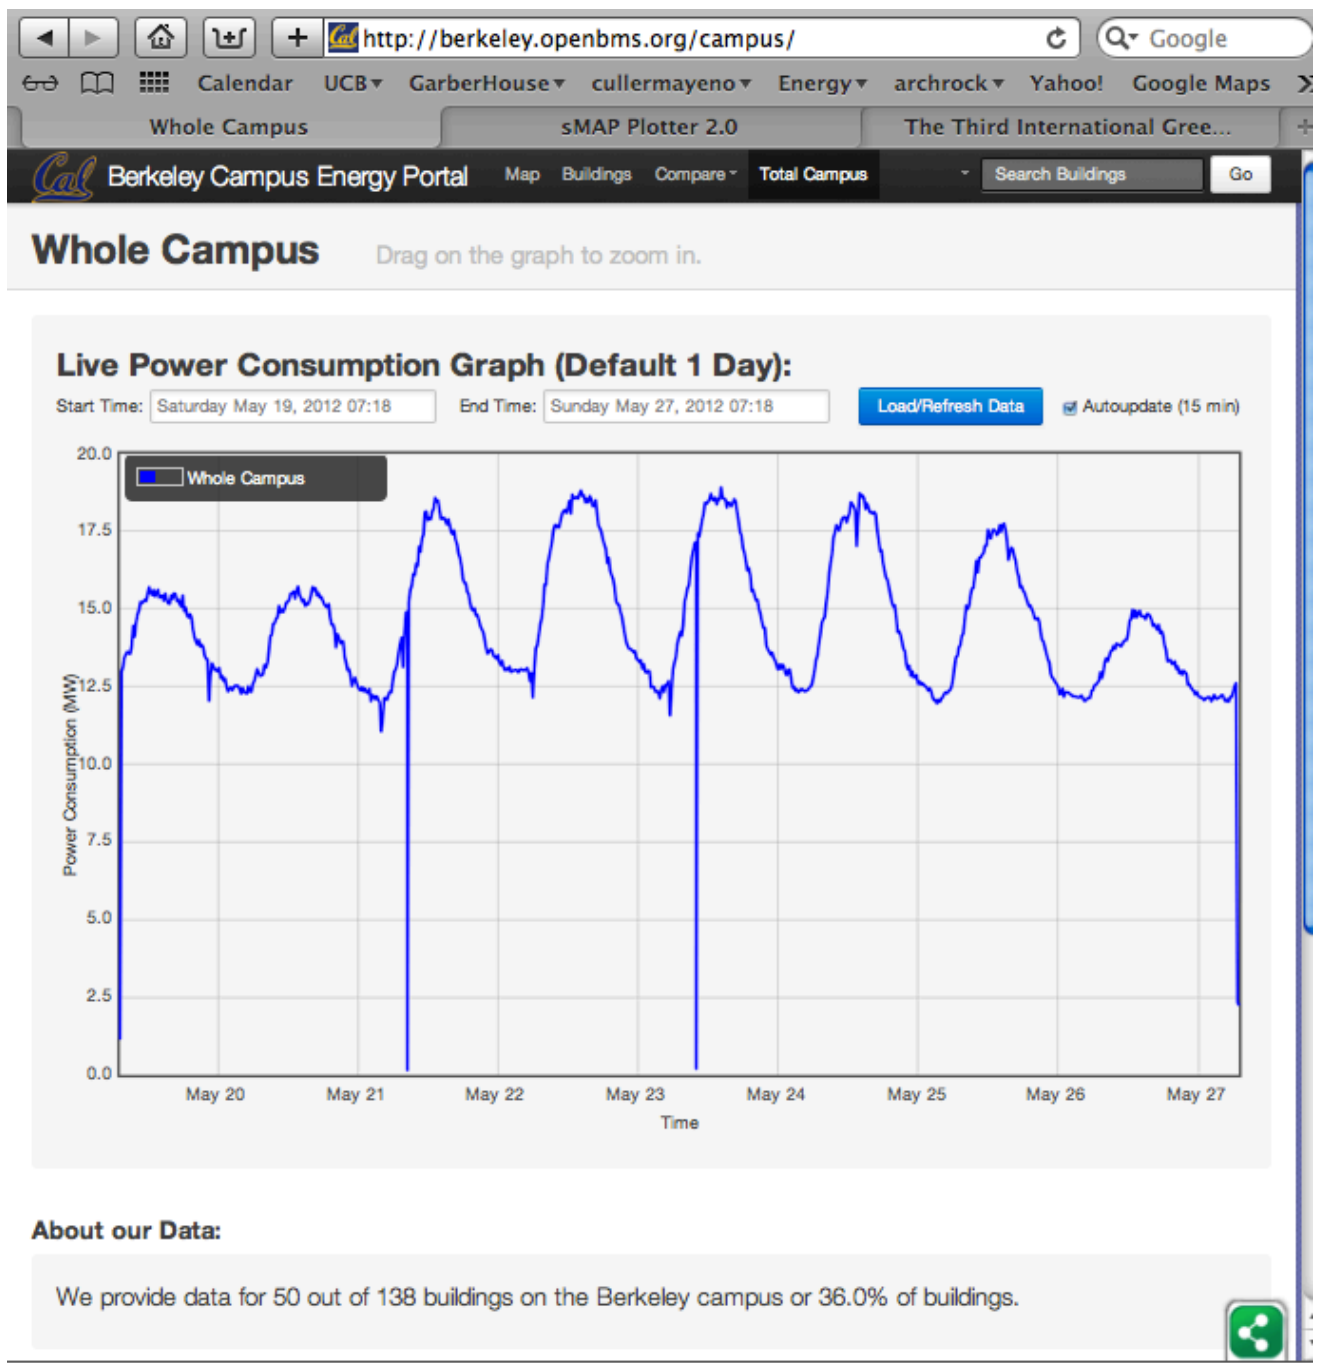 http://berkeley.openbms.org/campus/ Google
Calendar UCB GarberHouse cullermayeno Energy archrock Yahoo! Google Maps
Whole Campus sMAP Plotter 2.0 The Third International Gree...
Cal Berkeley Campus Energy Portal Map Buildings Compare Total Campus Search Buildings Go
Whole Campus Drag on the graph to zoom in.
Live Power Consumption Graph (Default 1 Day):
Start Time: Saturday May 19, 2012 07:18 End Time: Sunday May 27, 2012 07:18 Load/Refresh Data Autoupdate (15 min)
Whole Campus
20.0
17.5
15.0
12.5
10.0
7.5
5.0
2.5
0.0
Power Consumption (MW)
May 20 May 21 May 22 May 23 May 24 May 25 May 26 May 27
Time
About our Data:
We provide data for 50 out of 138 buildings on the Berkeley campus or 36.0% of buildings.